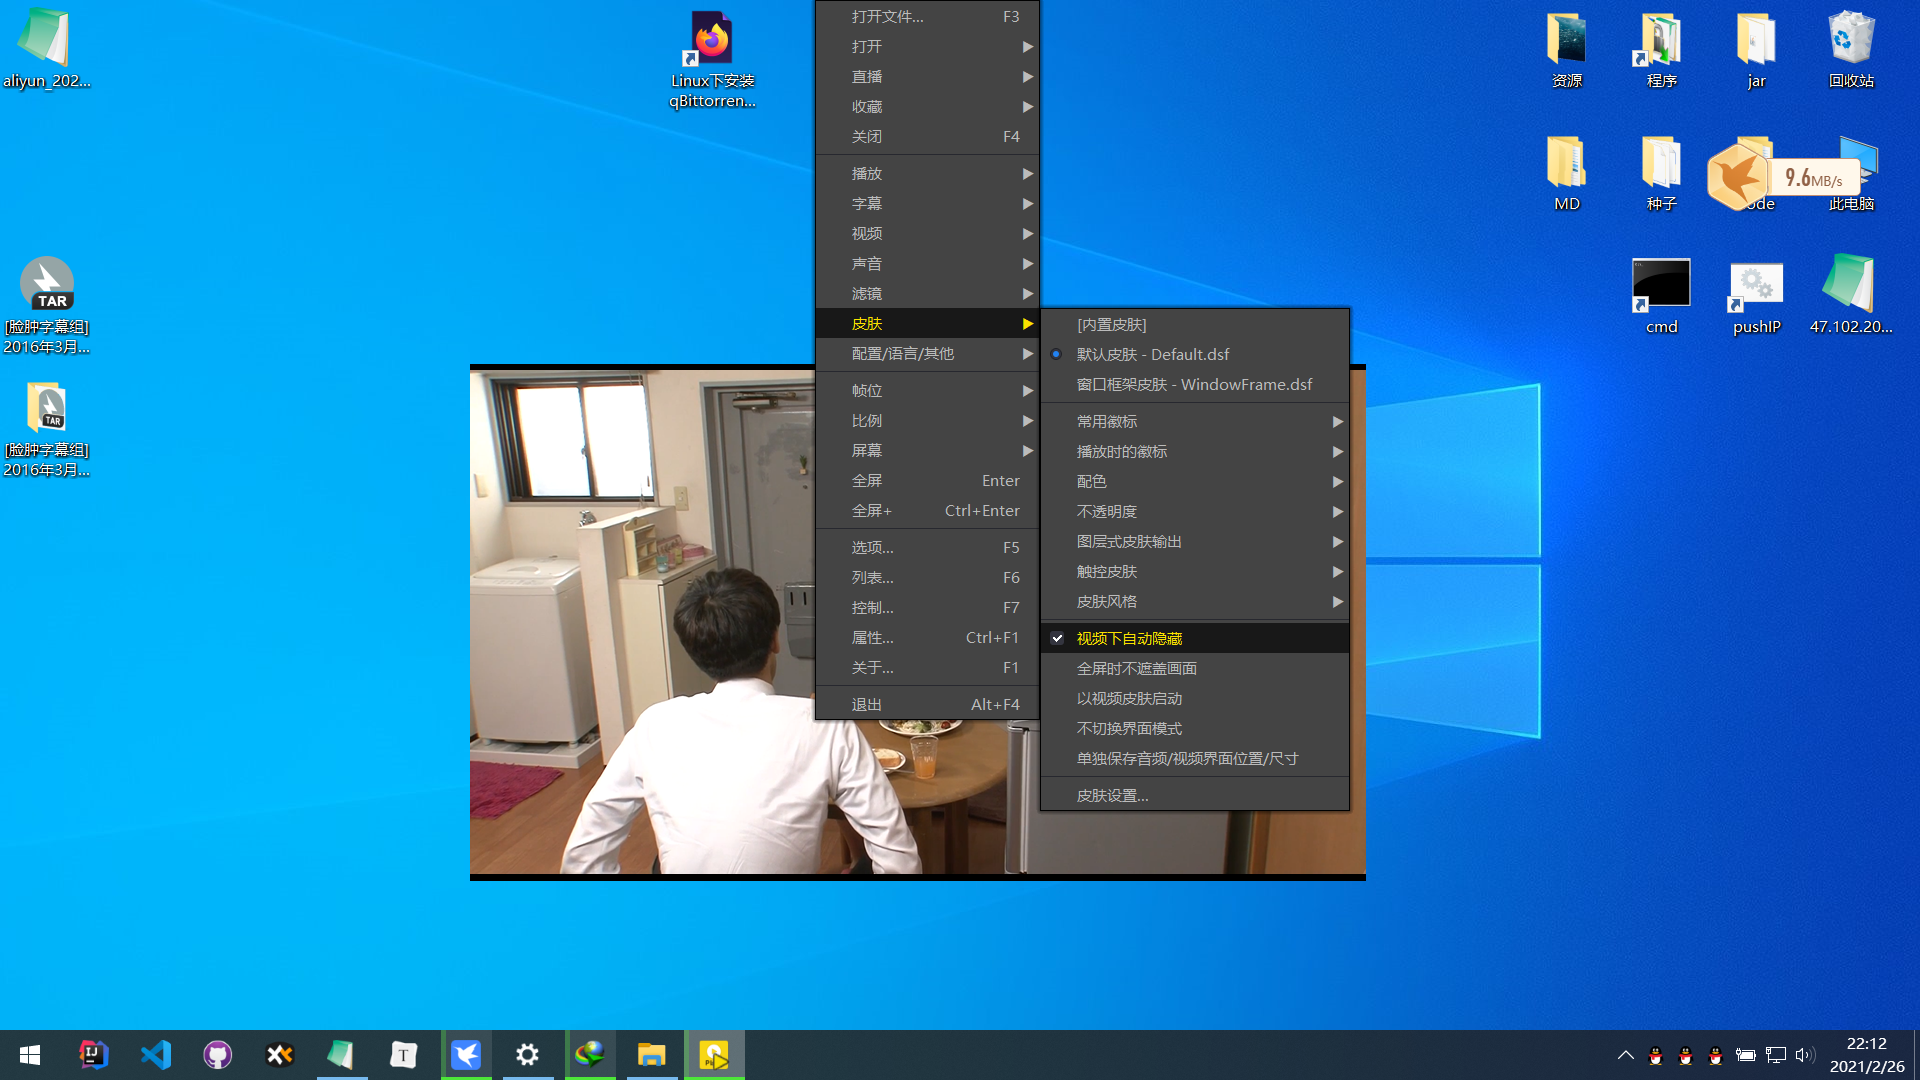 aliyun_202...
Linux下安装
qBittorren...
资源
程序
jar
回收站
MD
种子
ode
此电脑
9.6MB/s
TAR
[脸肿字幕组]
2016年3月...
cmd
pushIP
47.102.20...
TAR
[脸肿字幕组]
2016年3月...
打开文件... F3
打开
直播
收藏
关闭 F4
播放
字幕
视频
声音
滤镜
皮肤
配置/语言/其他
帧位
比例
屏幕
全屏 Enter
全屏+ Ctrl+Enter
选项... F5
列表... F6
控制... F7
属性... Ctrl+F1
关于... F1
退出 Alt+F4
[内置皮肤]
默认皮肤 - Default.dsf
窗口框架皮肤 - WindowFrame.dsf
常用徽标
播放时的徽标
配色
不透明度
图层式皮肤输出
触控皮肤
皮肤风格
视频下自动隐藏
全屏时不遮盖画面
以视频皮肤启动
不切换界面模式
单独保存音频/视频界面位置/尺寸
皮肤设置...
IJ
T
22:12
2021/2/26